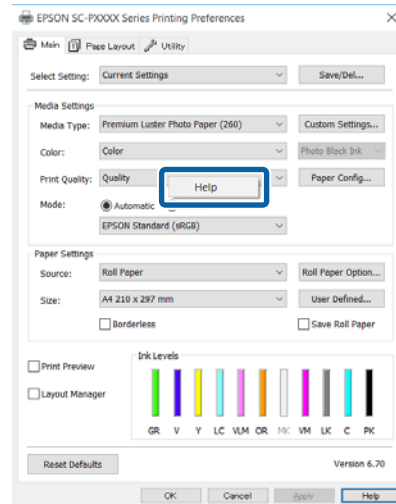 EPSON SC-PXXXX Series Printing Preferences
Main Page Layout Utility
Select Setting: Current Settings Save/Del...
Media Settings
Media Type: Premium Luster Photo Paper (260) Custom Settings...
Color: Color Photo Black Ink
Print Quality: Quality Paper Config...
Help
Mode: Automatic
EPSON Standard (sRGB)
Paper Settings
Source: Roll Paper Roll Paper Option...
Size: A4 210 x 297 mm User Defined...
Borderless Save Roll Paper
Print Preview
Layout Manager
Ink Levels
GR V Y LC VLM OR MK VM LK C PK
Reset Defaults Version 6.70
OK Cancel Apply Help